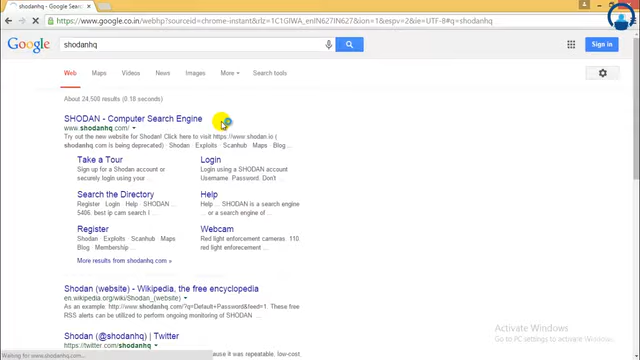 shodanhq - Google Search
https://www.google.co.in/webhp?sourceid=chrome-instant&rlz=1C1GIWA_enIN627IN627&ion=1&espv=2&ie=UTF-8#q=shodanhq
Google
shodanhq
Sign in
Web Maps Videos News Images More Search tools
About 24,500 results (0.18 seconds)
SHODAN - Computer Search Engine
www.shodanhq.com/
Try out the new website for Shodan! Click here to visit https://www.shodan.io (
shodanhq.com is being deprecated) · Shodan · Exploits · Scanhub · Maps · Blog...
Take a Tour
Sign up for a Shodan account or
securely login using your ...
Login
Login using a SHODAN account
Username. Password. Don't ...
Search the Directory
Register · Login · Help · SHODAN ...
5406. best ip cam search I ...
Help
Help ... SHODAN is a search engine
... or a search engine of ...
Register
Shodan · Exploits · Scanhub · Maps
Blog · Membership ...
Webcam
Red light enforcement cameras · 110.
red light enforcement ...
More results from shodanhq.com »
Shodan (website) - Wikipedia, the free encyclopedia
en.wikipedia.org/wiki/Shodan_(website)
As an example "http://www.shodanhq.com/?q=Default+Password&feed=1. These free
RSS alerts can be utilized to perform ongoing monitoring of SHODAN ...
Shodan (@shodanhq) | Twitter
https://twitter.com/shodanhq
because it was repeatable, low-cost
Waiting for shodanhq.com...
Activate Windows
Go to PC settings to activate Windows.